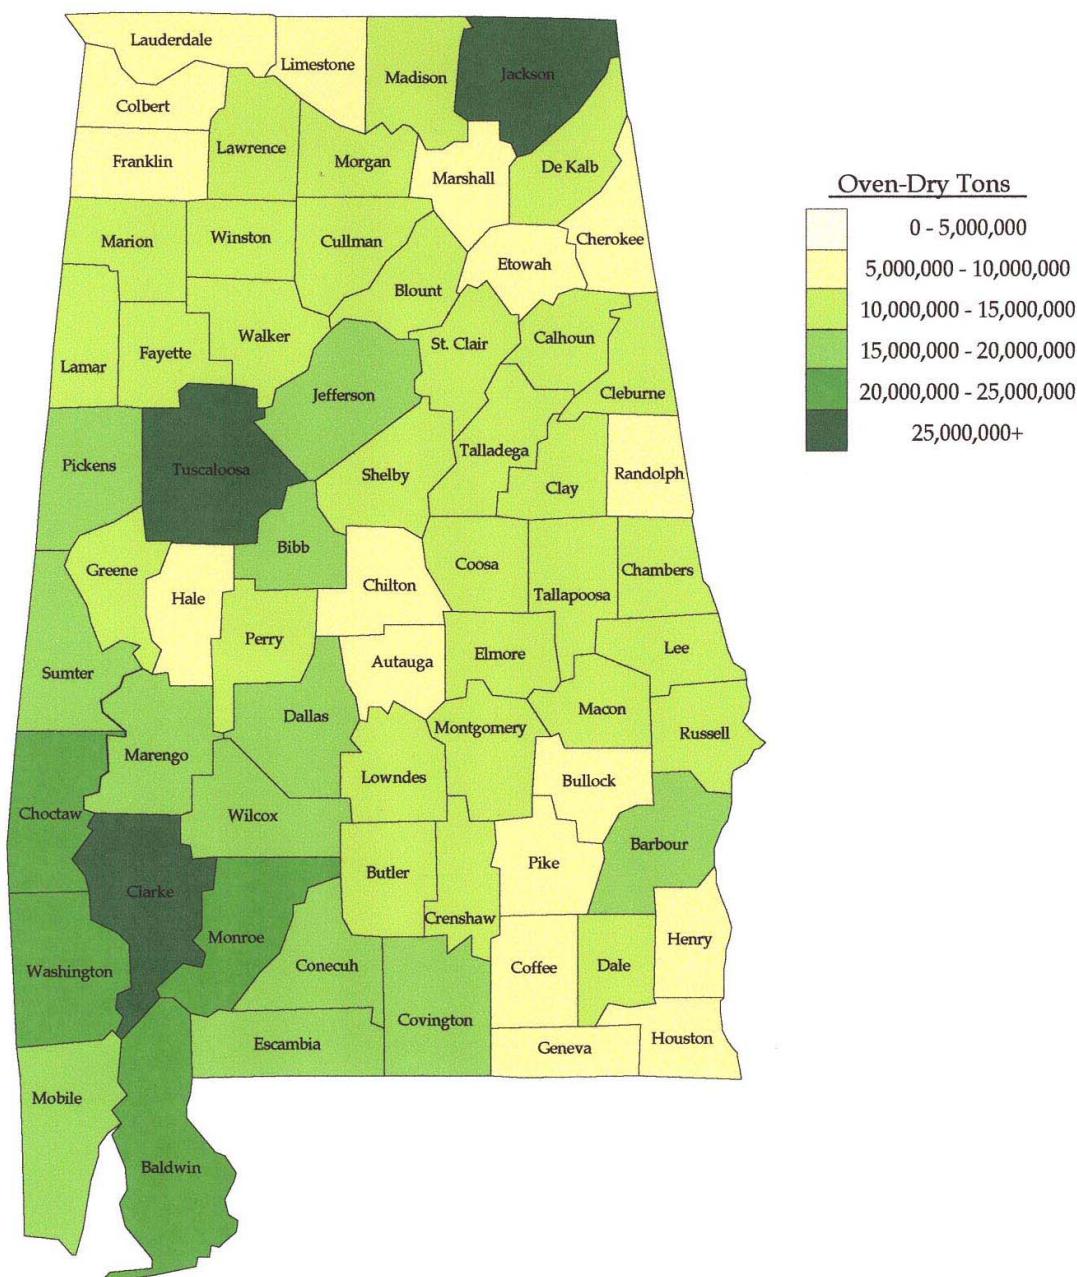 Lauderdale
Limestone
Madison
Jackson
Colbert
Lawrence
Franklin
Morgan
Marshall
De Kalb
Marion
Winston
Cullman
Cherokee
Etowah
Blount
Walker
St. Clair
Calhoun
Lamar
Fayette
Jefferson
Cleburne
Pickens
Tuscaloosa
Shelby
Talladega
Randolph
Clay
Bibb
Greene
Hale
Chilton
Coosa
Chambers
Tallapoosa
Perry
Autauga
Elmore
Lee
Sumter
Dallas
Macon
Marengo
Montgomery
Russell
Lowndes
Bullock
Choctaw
Wilcox
Barbour
Clarke
Butler
Pike
Crenshaw
Monroe
Henry
Washington
Conecuh
Coffee
Dale
Covington
Escambia
Geneva
Houston
Mobile
Baldwin
Oven-Dry Tons
0 - 5,000,000
5,000,000 - 10,000,000
10,000,000 - 15,000,000
15,000,000 - 20,000,000
20,000,000 - 25,000,000
25,000,000+